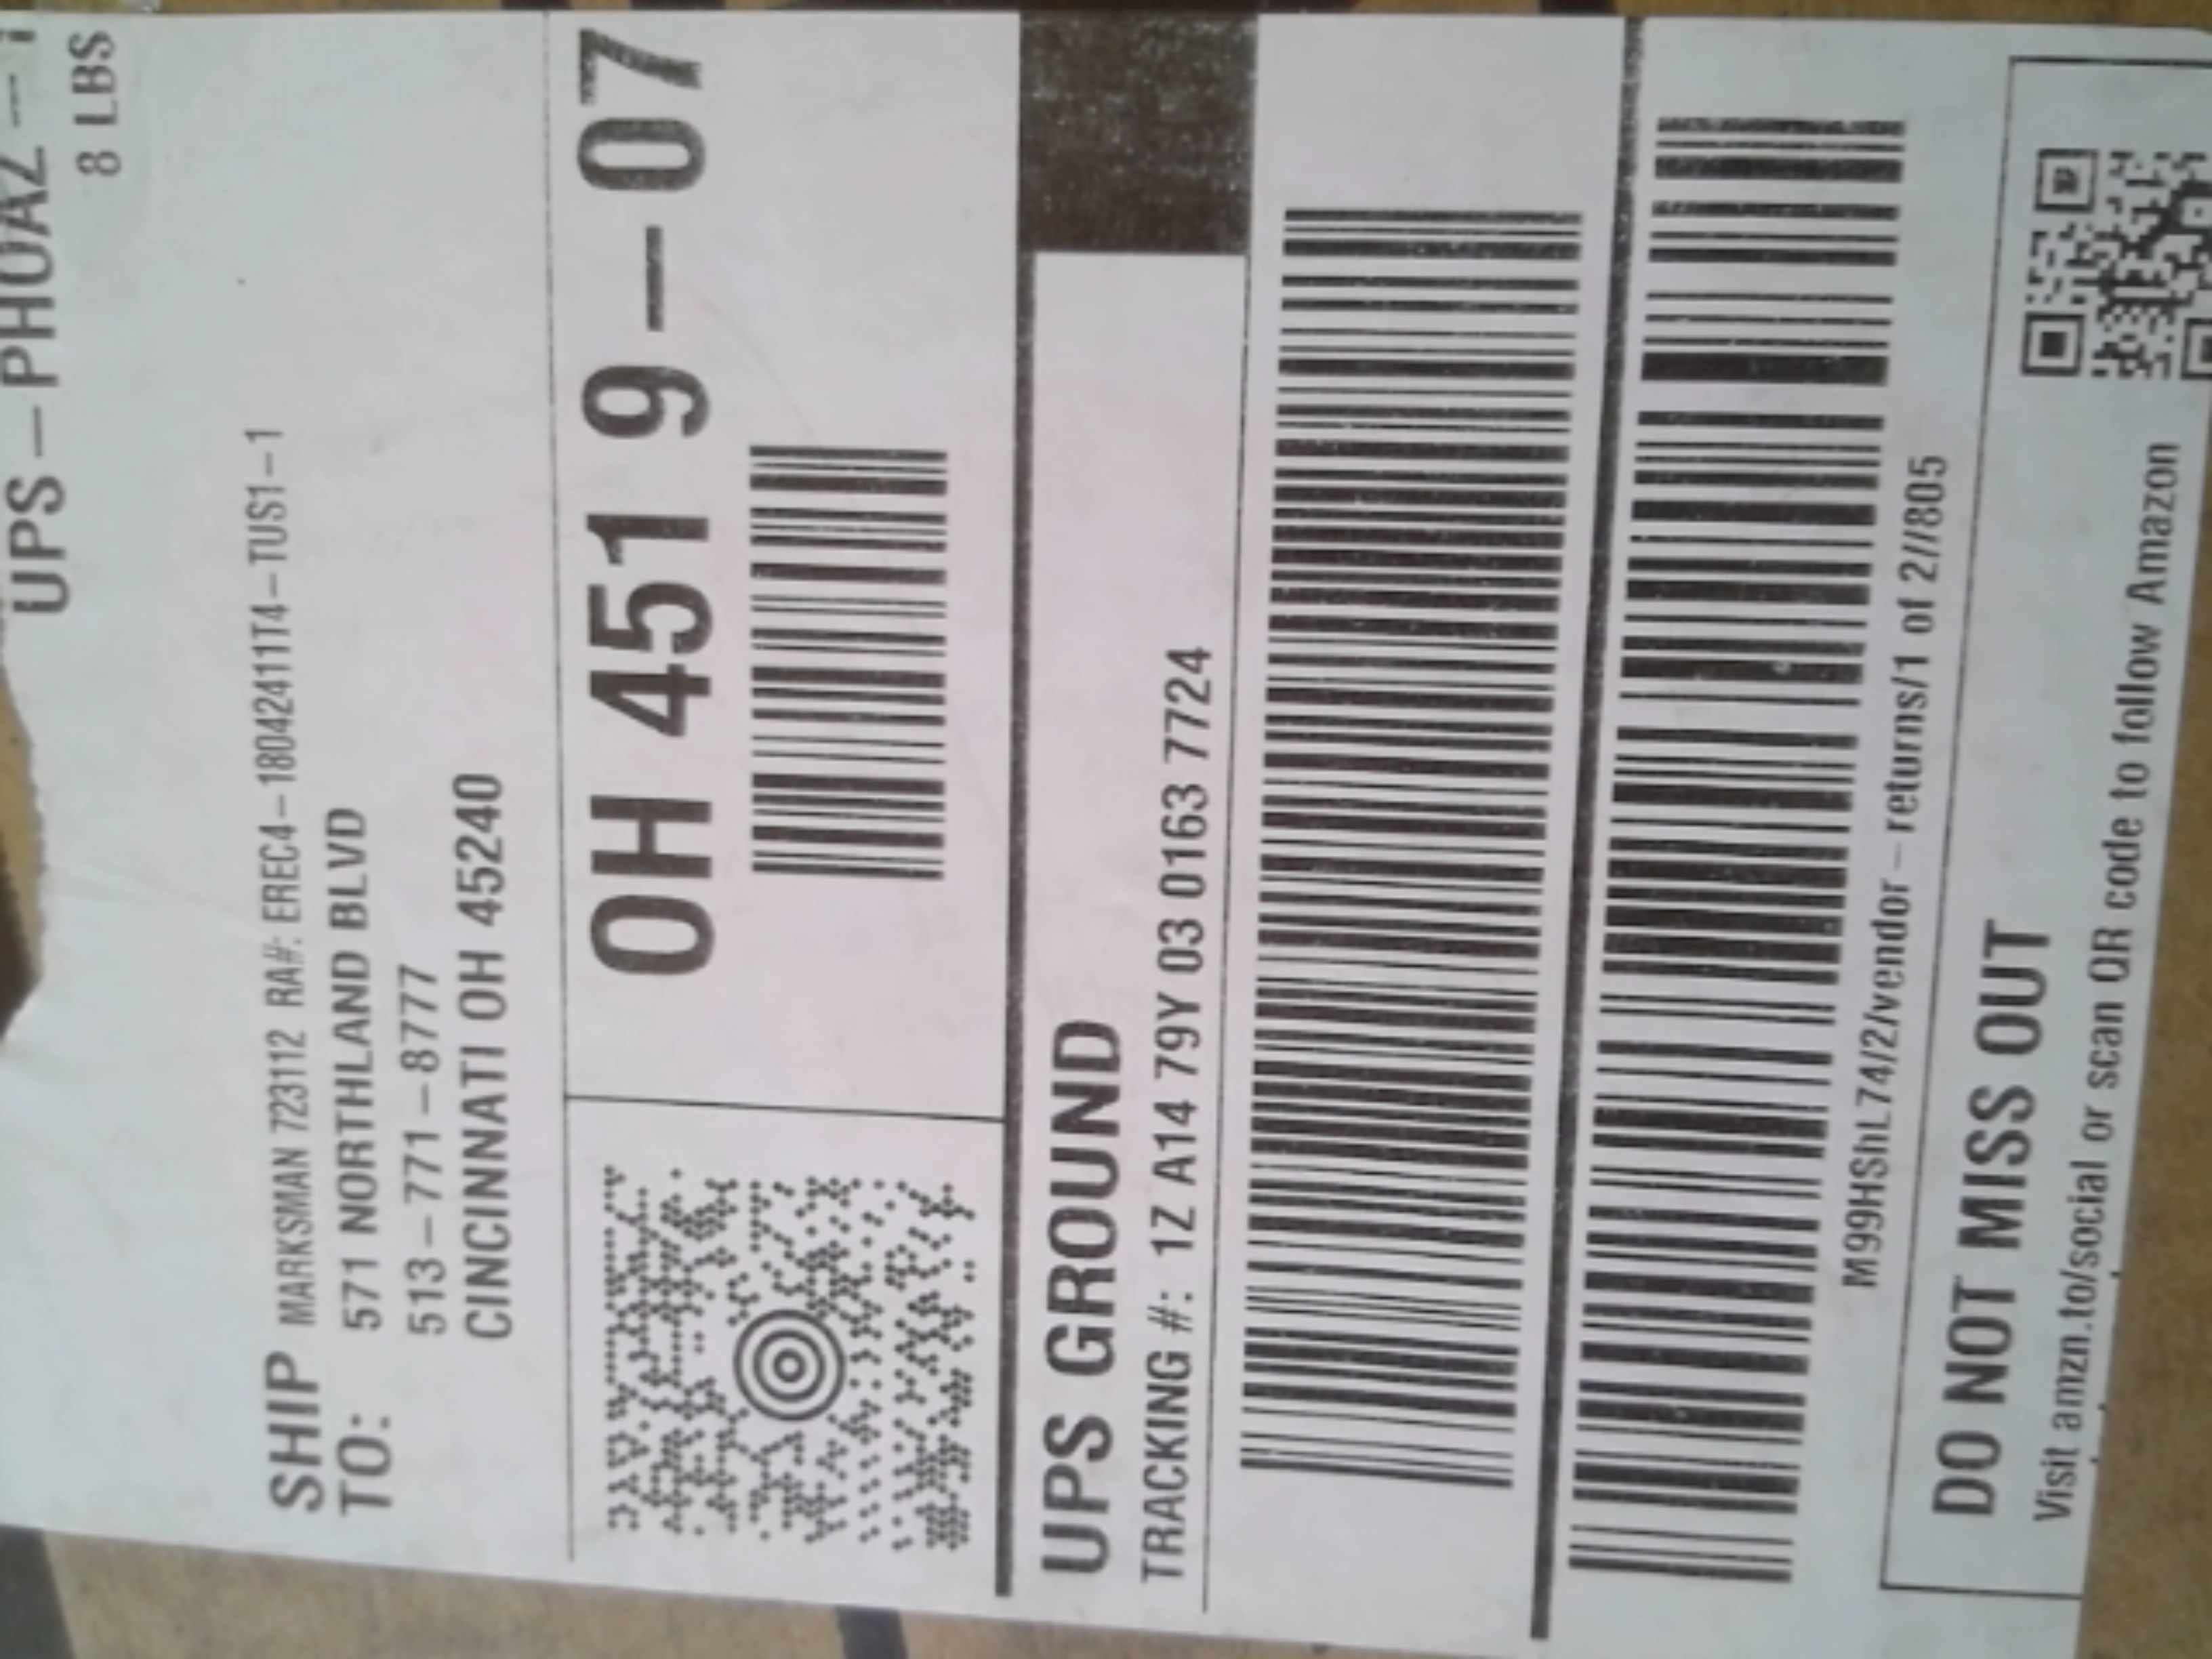 UPS-PHOAZ-1
8 LBS
SHIP TO:
MARKSMAN 723112 RA#: EREC4-18042411T4-TUS1-1
571 NORTHLAND BLVD
513-771-8777
CINCINNATI OH 45240
OH 451 9-07
UPS GROUND
TRACKING #: 1Z A14 79Y 03 0163 7724
M99HShL74/2/vendor-returns/1 of 2//805
DO NOT MISS OUT
Visit amzn.to/social or scan QR code to follow Amazon